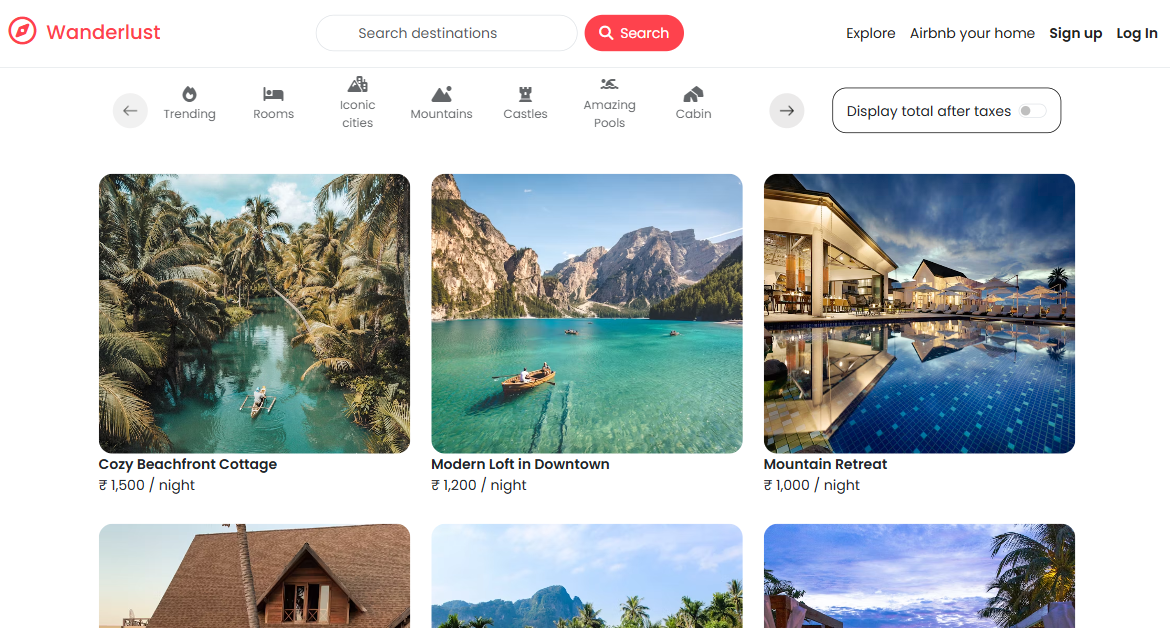 Wanderlust
Search destinations
Search
Explore
Airbnb your home
Sign up
Log In
Trending
Rooms
Iconic
cities
Mountains
Castles
Amazing
Pools
Cabin
Display total after taxes
Cozy Beachfront Cottage
₹ 1,500 / night
Modern Loft in Downtown
₹ 1,200 / night
Mountain Retreat
₹ 1,000 / night